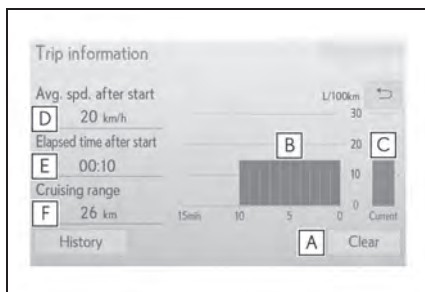 Trip information
Avg. spd. after start
L/100km
D 20 km/h
30
Elapsed time after start
20
B C
E 00:10
10
Cruising range
F 26 km
0
15min 10 5 0 Current
History
A Clear